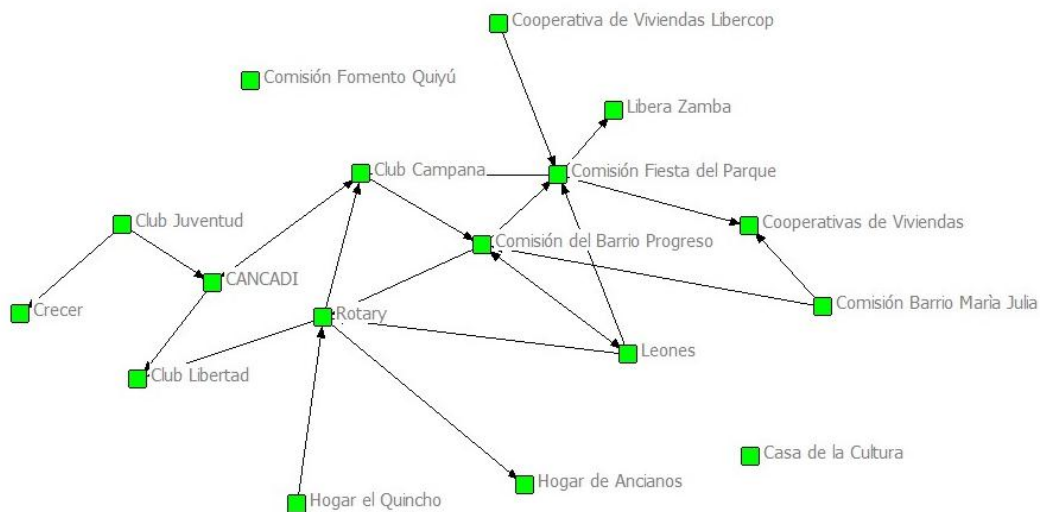 Cooperativa de Viviendas Libercop
Comisión Fomento Quiyú
Libera Zamba
Club Campana
Comisión Fiesta del Parque
Club Juventud
Cooperativas de Viviendas
Comisión del Barrio Progreso
CANCADI
Crecer
Rotary
Comisión Barrio Marìa Julia
Leones
Club Libertad
Casa de la Cultura
Hogar de Ancianos
Hogar el Quincho